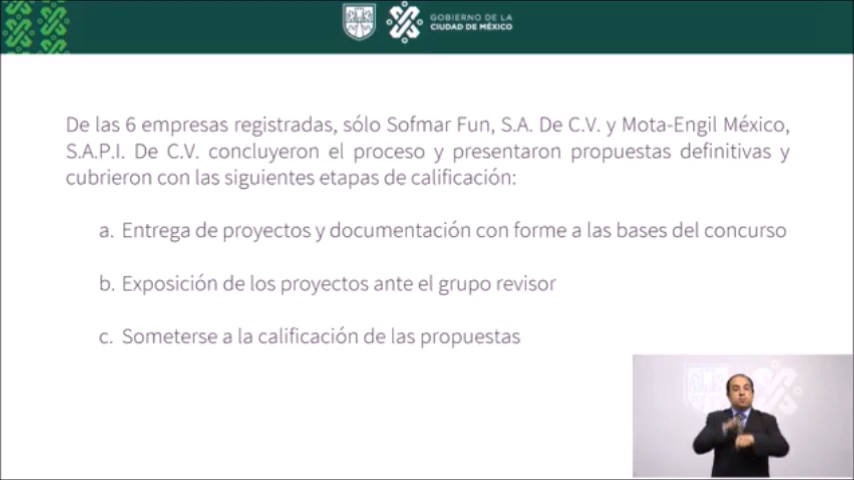 GOBIERNO DE LA
CIUDAD DE MÉXICO
De las 6 empresas registradas, sólo Sofmar Fun, S.A. De C.V. y Mota-Engil México,
S.A.P.I. De C.V. concluyeron el proceso y presentaron propuestas definitivas y
cubrieron con las siguientes etapas de calificación:
a. Entrega de proyectos y documentación con forme a las bases del concurso
b. Exposición de los proyectos ante el grupo revisor
c. Someterse a la calificación de las propuestas